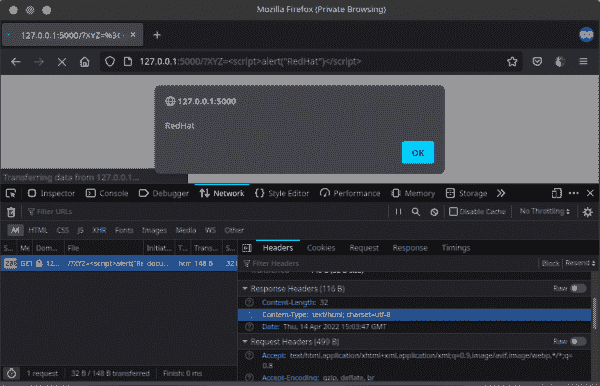 Mozilla Firefox (Private Browsing)
127.0.0.1:5000/?XYZ=%3
127.0.0.1:5000/?XYZ=<script>alert("RedHat")</script>
127.0.0.1:5000
RedHat
OK
Transferring data from 127.0.0.1...
Inspector Console Debugger Network Style Editor Performance Memory Storage
Filter URLs
Disable Cache No Throttling
All HTML CSS JS XHR Fonts Images Media WS Other
S... Me Dom... File Initiat... T... Trans... S...
Headers Cookies Request Response Timings
GET 12... /?XYZ=<script>alert("Re docu... 148 B 32
Filter Headers
Block Resend
Response Headers (116 B)
Raw
Content-Length: 32
Content-Type: text/html; charset=utf-8
Date: Thu, 14 Apr 2022 15:03:47 GMT
Request Headers (499 B)
Raw
Accept: text/html,application/xhtml+xml,application/xml;q=0.9,image/avif,image/webp,*/*;q=
0.8
Accept-Encoding: gzip, deflate, br
1 request 32 B / 148 B transferred Finish: 0 ms